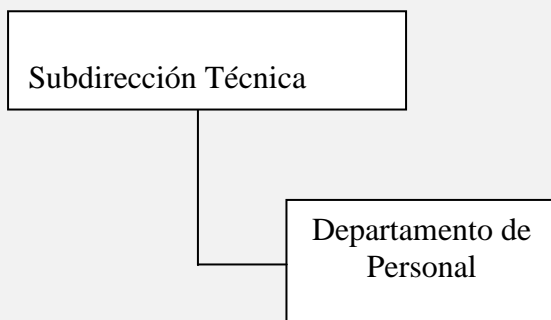 Subdirección Técnica
Departamento de
Personal